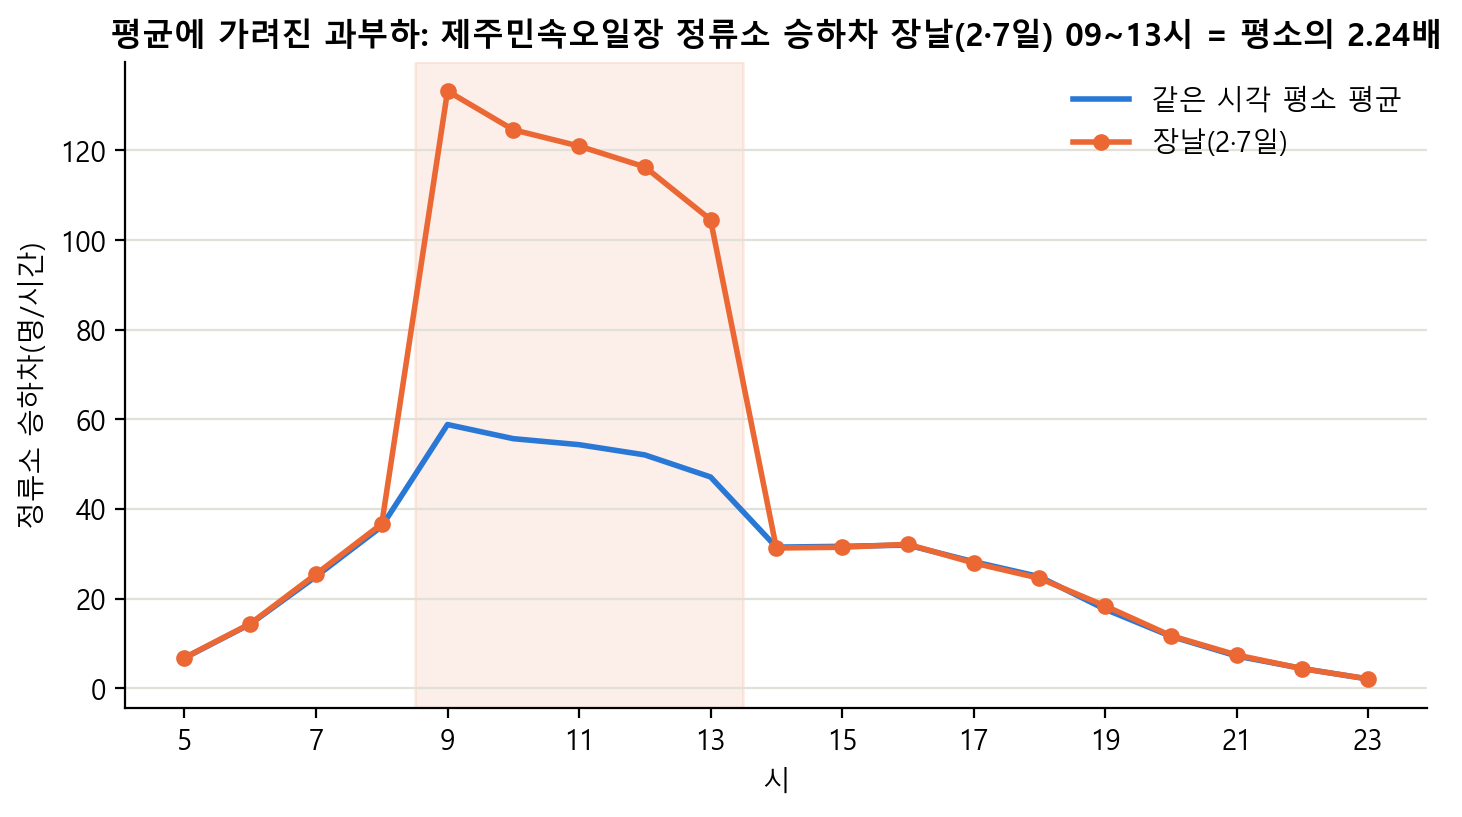 평균에 가려진 과부하: 제주민속오일장 정류소 승하차 장날(2·7일) 09~13시 = 평소의 2.24배
같은 시각 평소 평균
장날(2·7일)
정류소 승하차(명/시간)
120
100
80
60
40
20
0
5 7 9 11 13 15 17 19 21 23
시